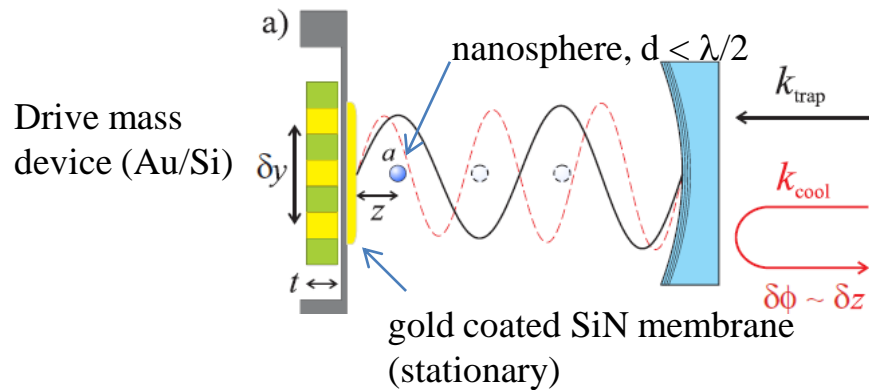 a)
nanosphere, d < λ/2
Drive mass
device (Au/Si)
δy
a
z
t
k_trap
k_cool
δϕ ~ δz
gold coated SiN membrane
(stationary)